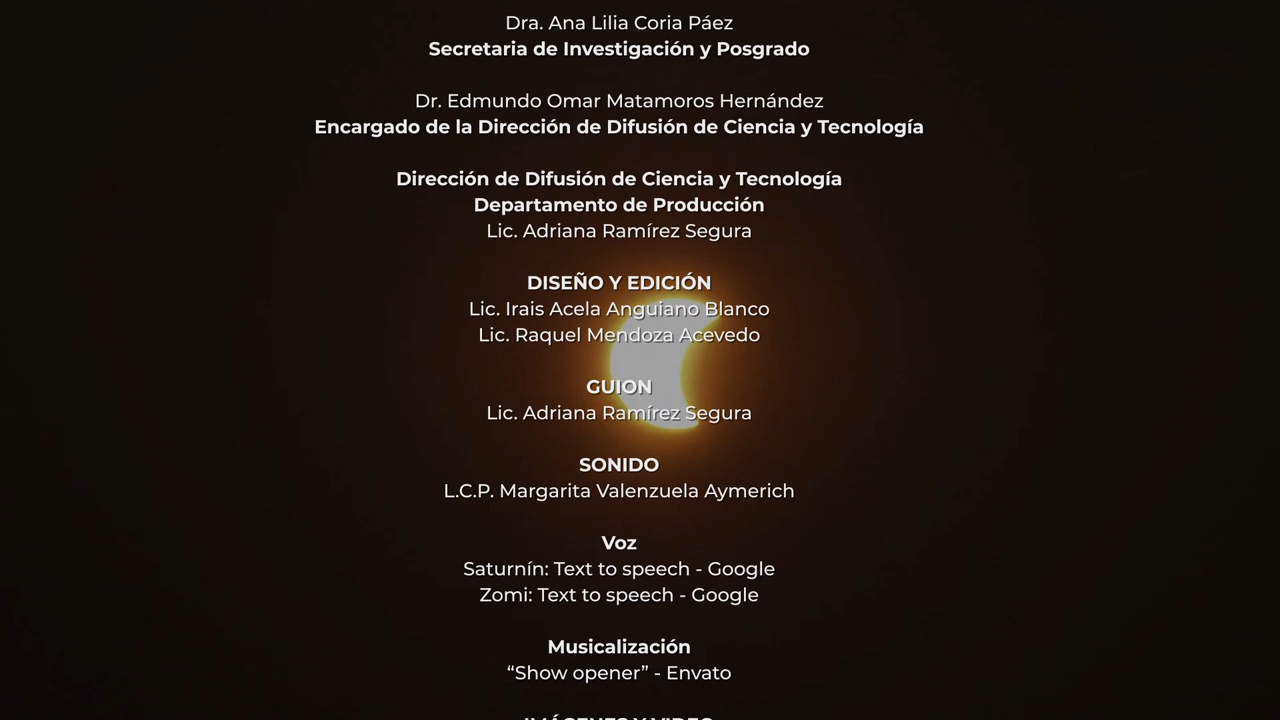 Dra. Ana Lilia Coria Páez
Secretaria de Investigación y Posgrado
Dr. Edmundo Omar Matamoros Hernández
Encargado de la Dirección de Difusión de Ciencia y Tecnología
Dirección de Difusión de Ciencia y Tecnología
Departamento de Producción
Lic. Adriana Ramírez Segura
DISEÑO Y EDICIÓN
Lic. Irais Acela Anguiano Blanco
Lic. Raquel Mendoza Acevedo
GUION
Lic. Adriana Ramírez Segura
SONIDO
L.C.P. Margarita Valenzuela Aymerich
Voz
Saturnín: Text to speech - Google
Zomi: Text to speech - Google
Musicalización
“Show opener” - Envato
IMÁGENES Y VIDEO